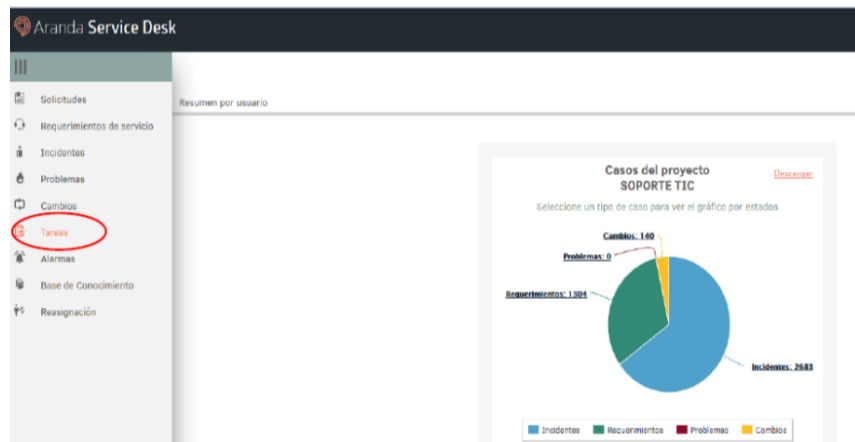 Aranda Service Desk
Solicitudes
Requerimientos de servicio
Incidentes
Problemas
Cambios
Tareas
Alarmas
Base de Conocimiento
Reasignación
Resumen por usuario
Casos del proyecto
SOPORTE TIC
Descargar
Seleccione un tipo de caso para ver el gráfico por estados
Cambios: 140
Problemas: 0
Requerimientos: 1304
Incidentes: 2683
Incidentes Requerimientos Problemas Cambios